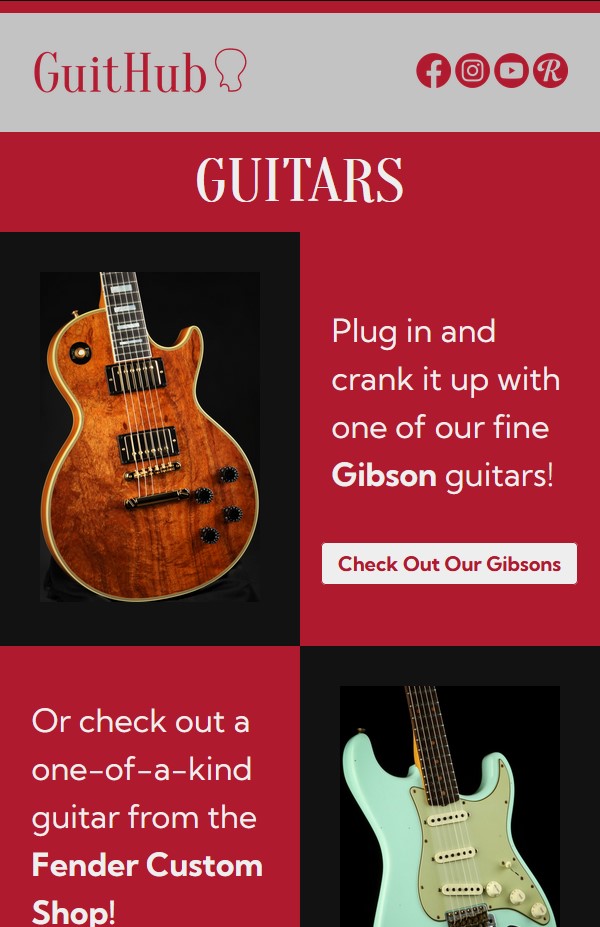 GuitHub
GUITARS
Plug in and
crank it up with
one of our fine
Gibson guitars!
Check Out Our Gibsons
Or check out a
one-of-a-kind
guitar from the
Fender Custom
Shop!